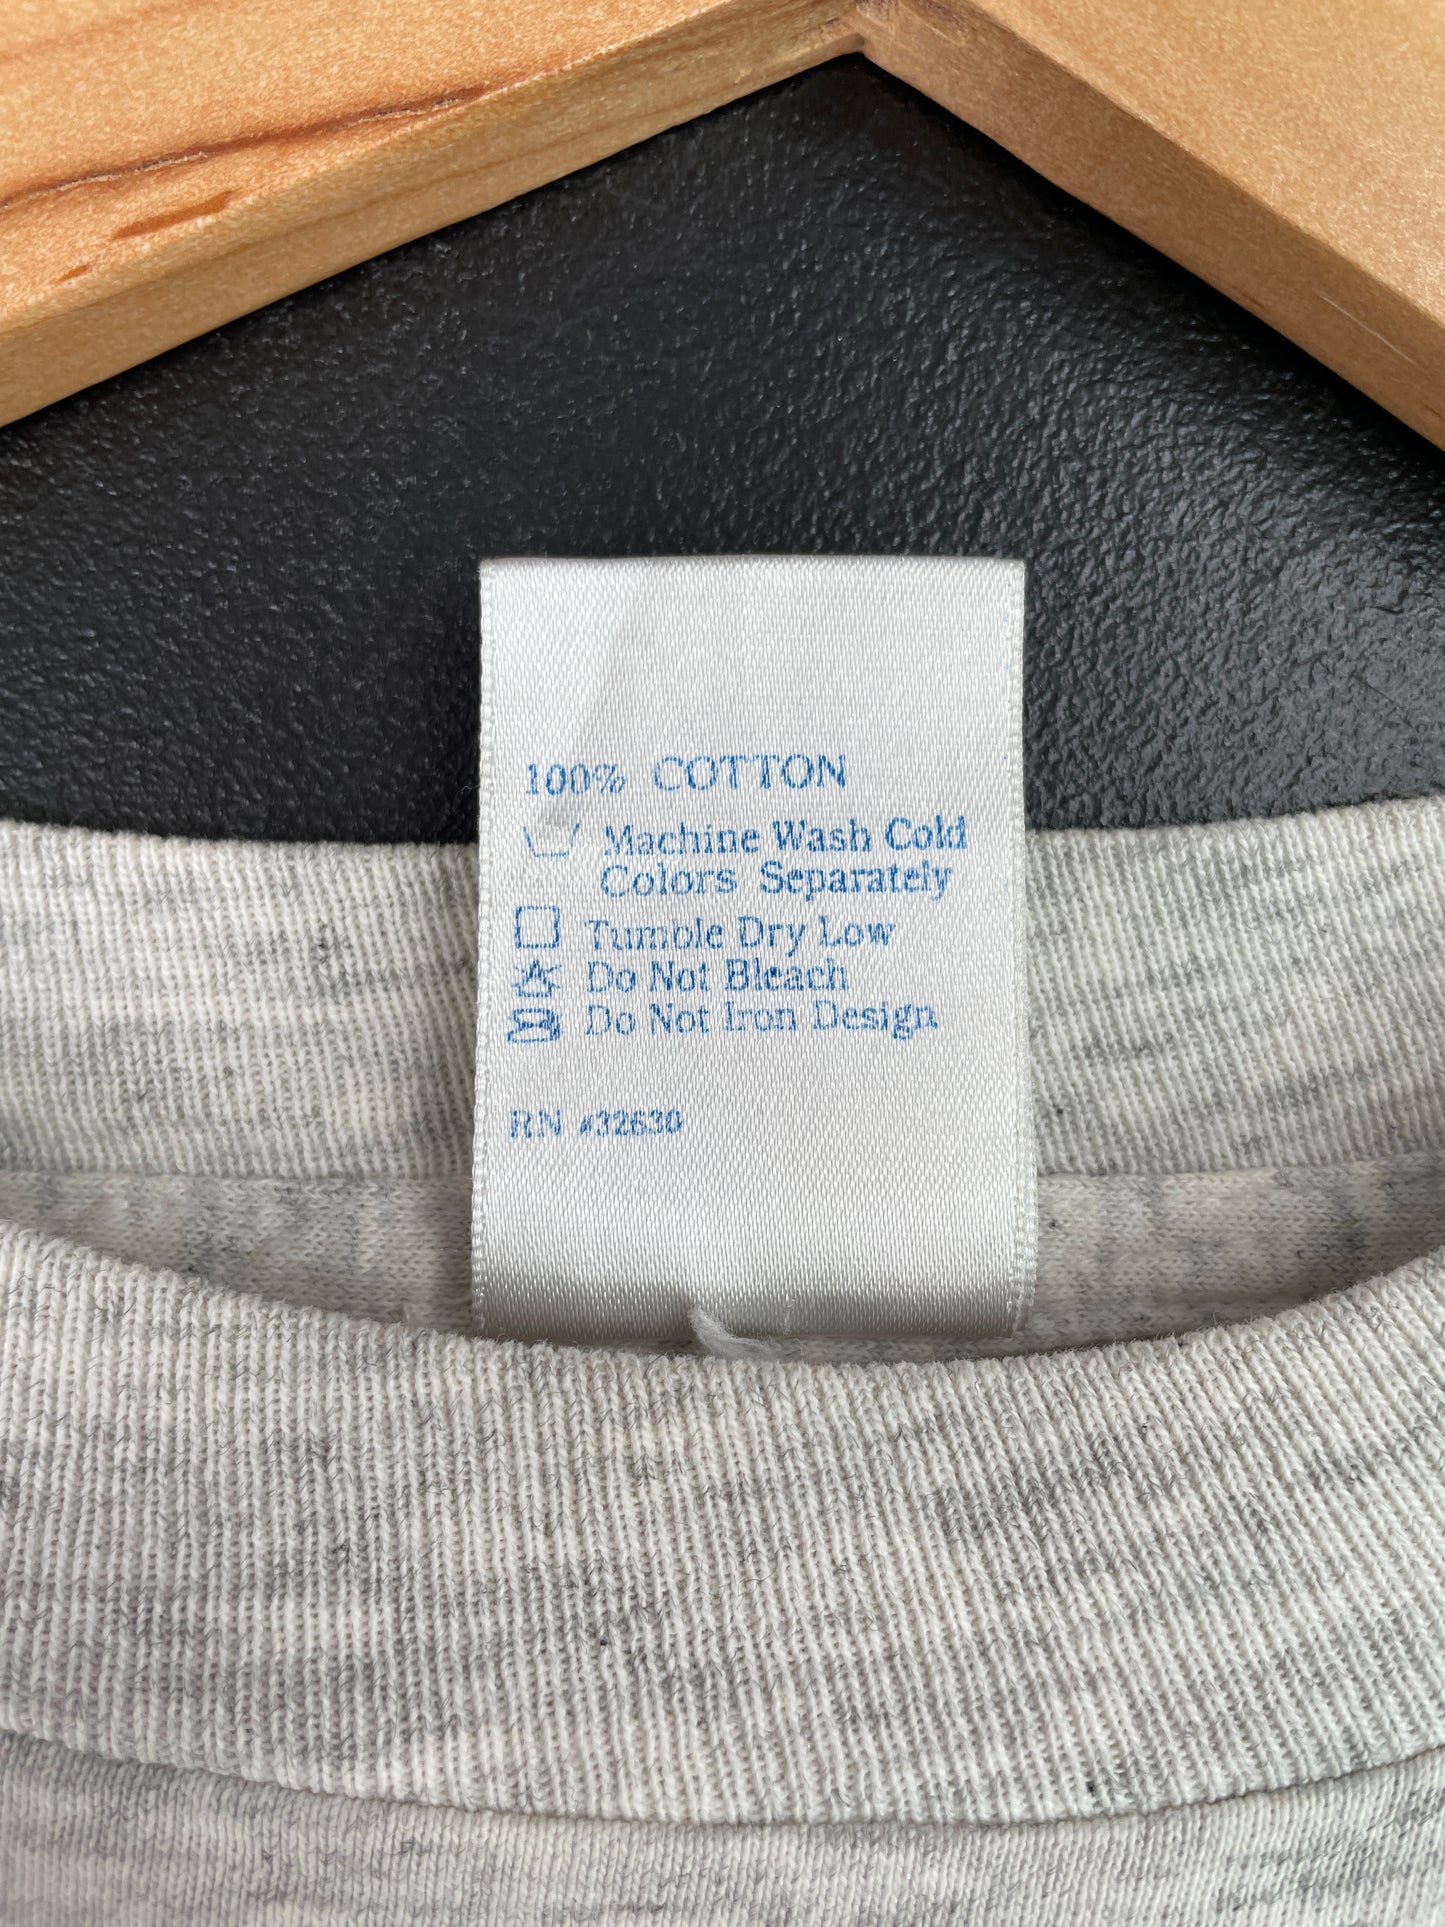 100% COTTON
Machine Wash Cold
Colors Separately
Tumble Dry Low
Do Not Bleach
Do Not Iron Design
RN #32630